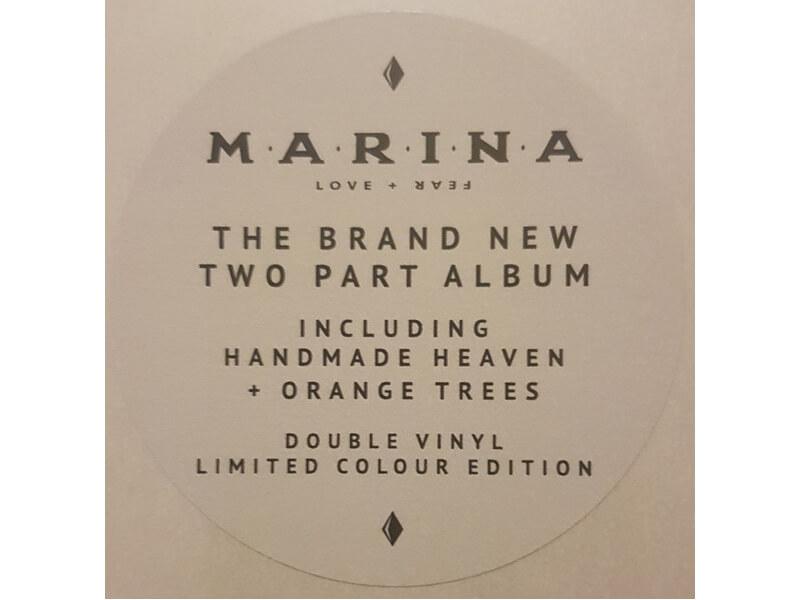 M·A·R·I·N·A
LOVE + FEAR
THE BRAND NEW
TWO PART ALBUM
INCLUDING
HANDMADE HEAVEN
+ ORANGE TREES
DOUBLE VINYL
LIMITED COLOUR EDITION